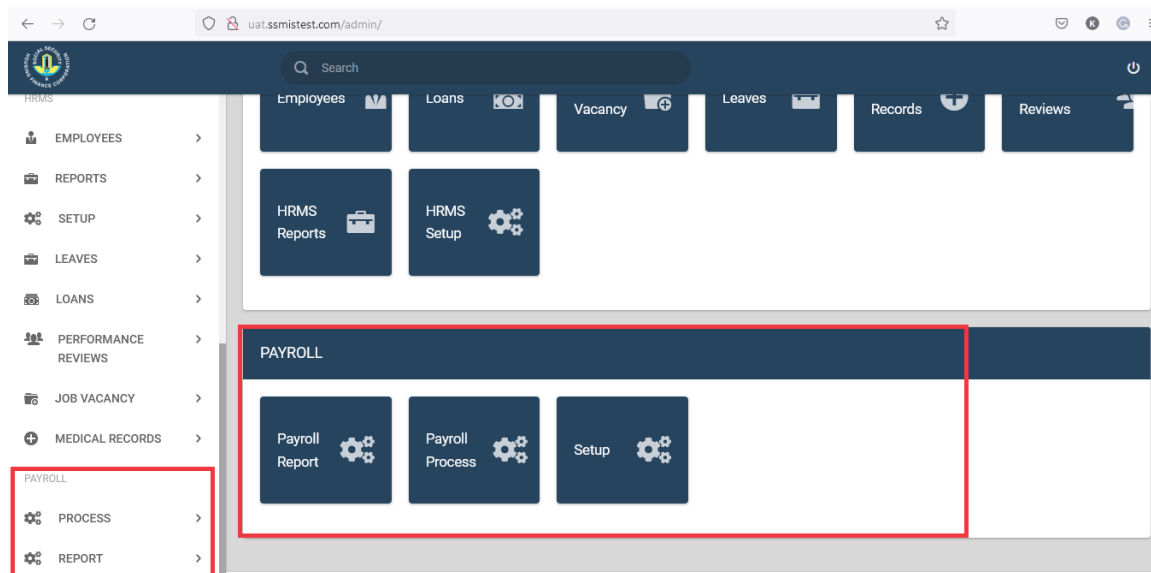 uat.ssmistest.com/admin/
K
Search
HRMS
EMPLOYEES
REPORTS
SETUP
LEAVES
LOANS
PERFORMANCE
REVIEWS
JOB VACANCY
MEDICAL RECORDS
PAYROLL
PROCESS
REPORT
Employees
Loans
Vacancy
Leaves
Records
Reviews
HRMS
Reports
HRMS
Setup
PAYROLL
Payroll
Report
Payroll
Process
Setup